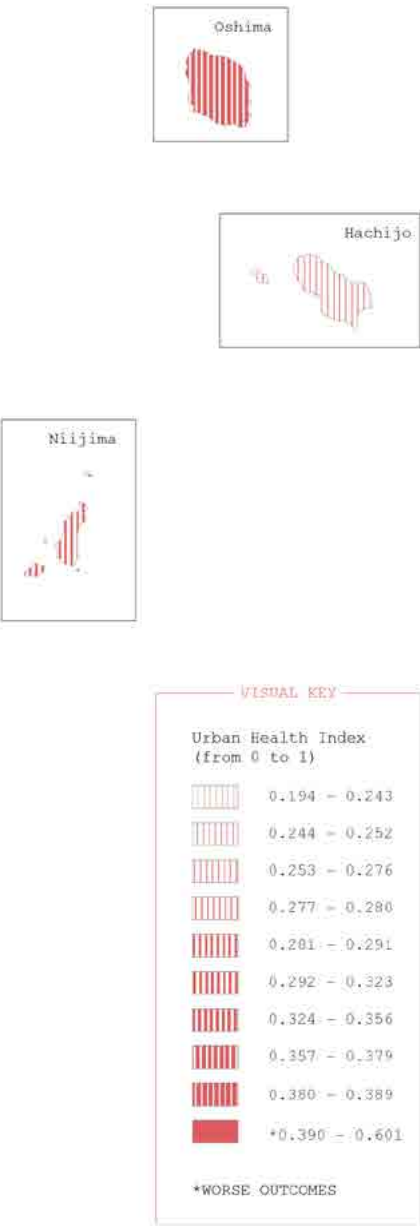 Oshima
Hachijo
Niijima
VISUAL KEY
Urban Health Index
(from 0 to 1)
0.194 - 0.243
0.244 - 0.252
0.253 - 0.276
0.277 - 0.280
0.281 - 0.291
0.292 - 0.323
0.324 - 0.356
0.357 - 0.379
0.380 - 0.389
*0.390 - 0.601
*WORSE OUTCOMES